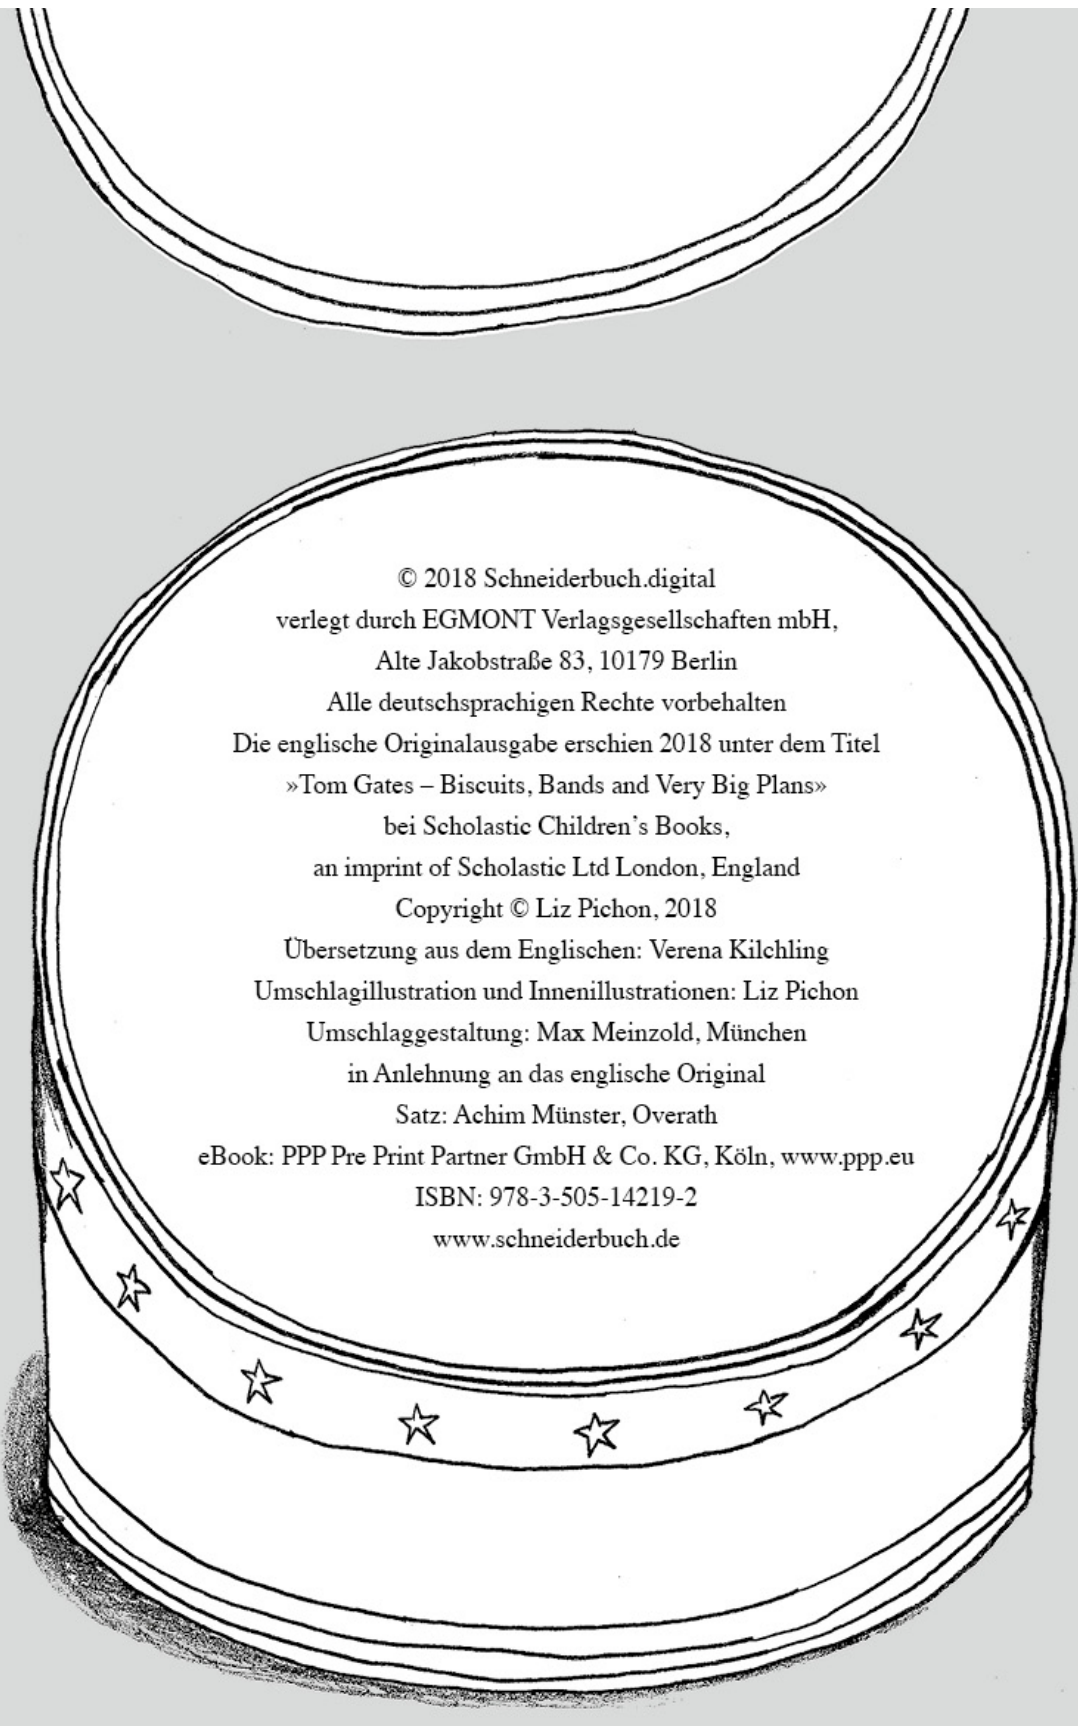 © 2018 Schneiderbuch.digital
verlegt durch EGMONT Verlagsgesellschaften mbH,
Alte Jakobstraße 83, 10179 Berlin
Alle deutschsprachigen Rechte vorbehalten
Die englische Originalausgabe erschien 2018 unter dem Titel
»Tom Gates – Biscuits, Bands and Very Big Plans»
bei Scholastic Children’s Books,
an imprint of Scholastic Ltd London, England
Copyright © Liz Pichon, 2018
Übersetzung aus dem Englischen: Verena Kilchling
Umschlagillustration und Innenillustrationen: Liz Pichon
Umschlaggestaltung: Max Meinzold, München
in Anlehnung an das englische Original
Satz: Achim Münster, Overath
eBook: PPP Pre Print Partner GmbH & Co. KG, Köln, www.ppp.eu
ISBN: 978-3-505-14219-2
www.schneiderbuch.de